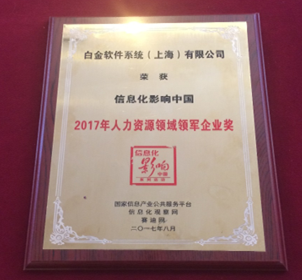 白金软件系统（上海）有限公司
荣 获
信息化影响中国
2017年人力资源领域领军企业奖
信息化
影响
中国
国家信息产业公共服务平台
信息化观察网
赛迪网
二〇一七年八月